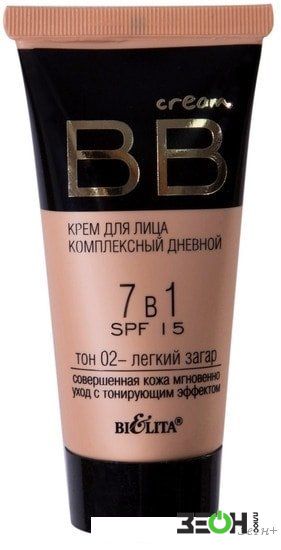 cream
BB
КРЕМ ДЛЯ ЛИЦА
КОМПЛЕКСНЫЙ ДНЕВНОЙ
7 в 1
SPF 15
тон 02– легкий загар
совершенная кожа мгновенно
уход с тонирующим эффектом
BIELITA®
ЗЕОН